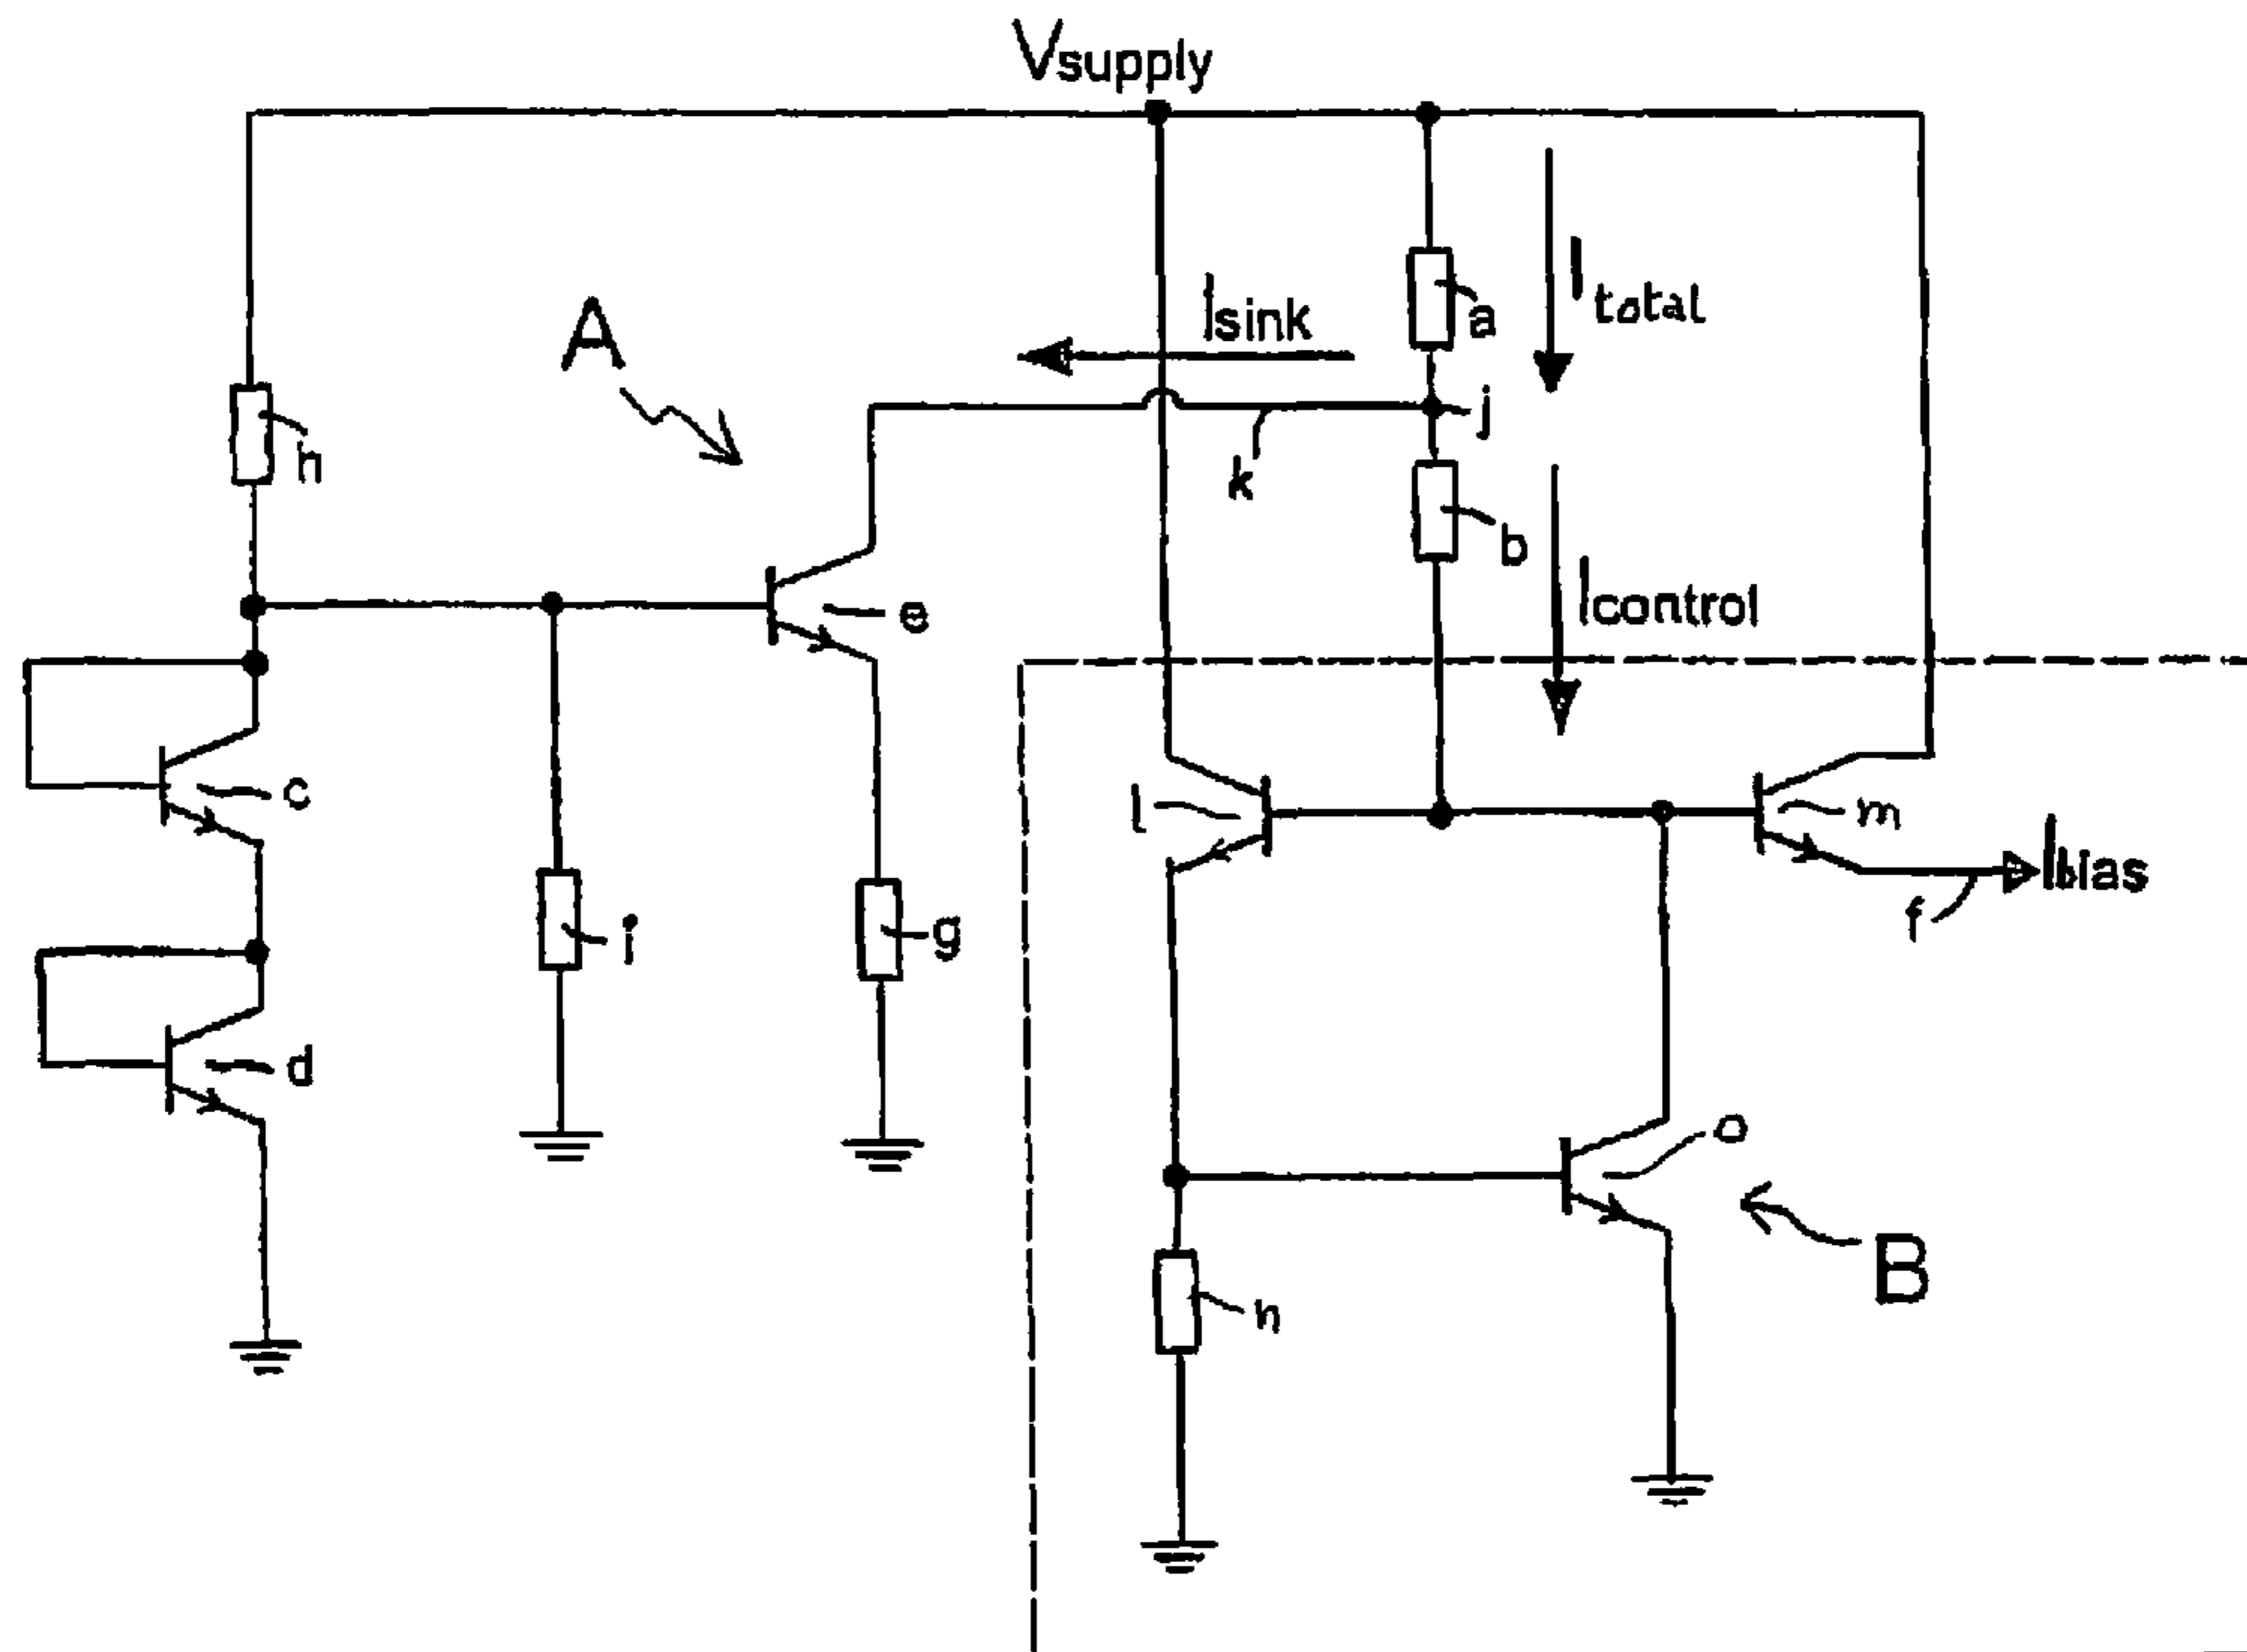 Vsupply
Isink
a
Itotal
A
j
h
k
b
e
Icontrol
c
l
m
Ibias
f
i
g
d
o
B
n